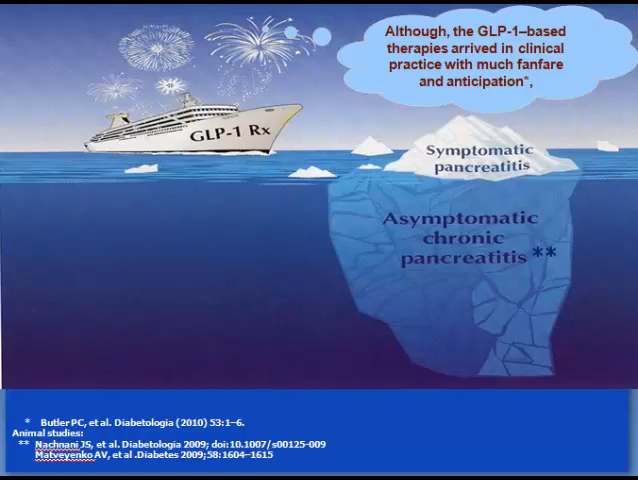 Although, the GLP-1–based
therapies arrived in clinical
practice with much fanfare
and anticipation*,
GLP-1 Rx
Symptomatic
pancreatitis
Asymptomatic
chronic
pancreatitis **
* Butler PC, et al. Diabetologia (2010) 53:1–6.
Animal studies:
** Nachnani JS, et al. Diabetologia 2009; doi:10.1007/s00125-009
Matveyenko AV, et al .Diabetes 2009;58:1604–1615